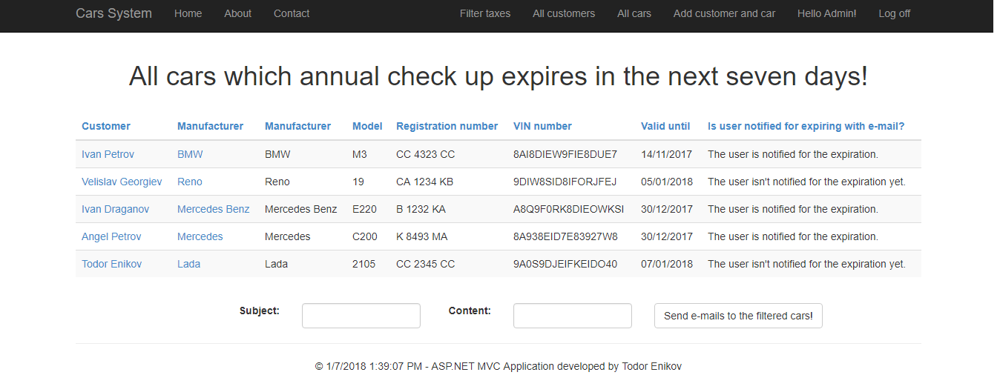 Cars System Home About Contact Filter taxes All customers All cars Add customer and car Hello Admin! Log off
All cars which annual check up expires in the next seven days!
Customer Manufacturer Manufacturer Model Registration number VIN number Valid until Is user notified for expiring with e-mail?
Ivan Petrov BMW BMW M3 CC 4323 CC 8AI8DIEW9FIE8DUE7 14/11/2017 The user is notified for the expiration.
Velislav Georgiev Reno Reno 19 CA 1234 KB 9DIW8SID8IFORJFEJ 05/01/2018 The user isn't notified for the expiration yet.
Ivan Draganov Mercedes Benz Mercedes Benz E220 B 1232 KA A8Q9F0RK8DIEOWKSI 30/12/2017 The user is notified for the expiration.
Angel Petrov Mercedes Mercedes C200 K 8493 MA 8A938EID7E83927W8 30/12/2017 The user is notified for the expiration.
Todor Enikov Lada Lada 2105 CC 2345 CC 9A0S9DJEIFKEIDO40 07/01/2018 The user isn't notified for the expiration yet.
Subject: Content: Send e-mails to the filtered cars!
© 1/7/2018 1:39:07 PM - ASP.NET MVC Application developed by Todor Enikov